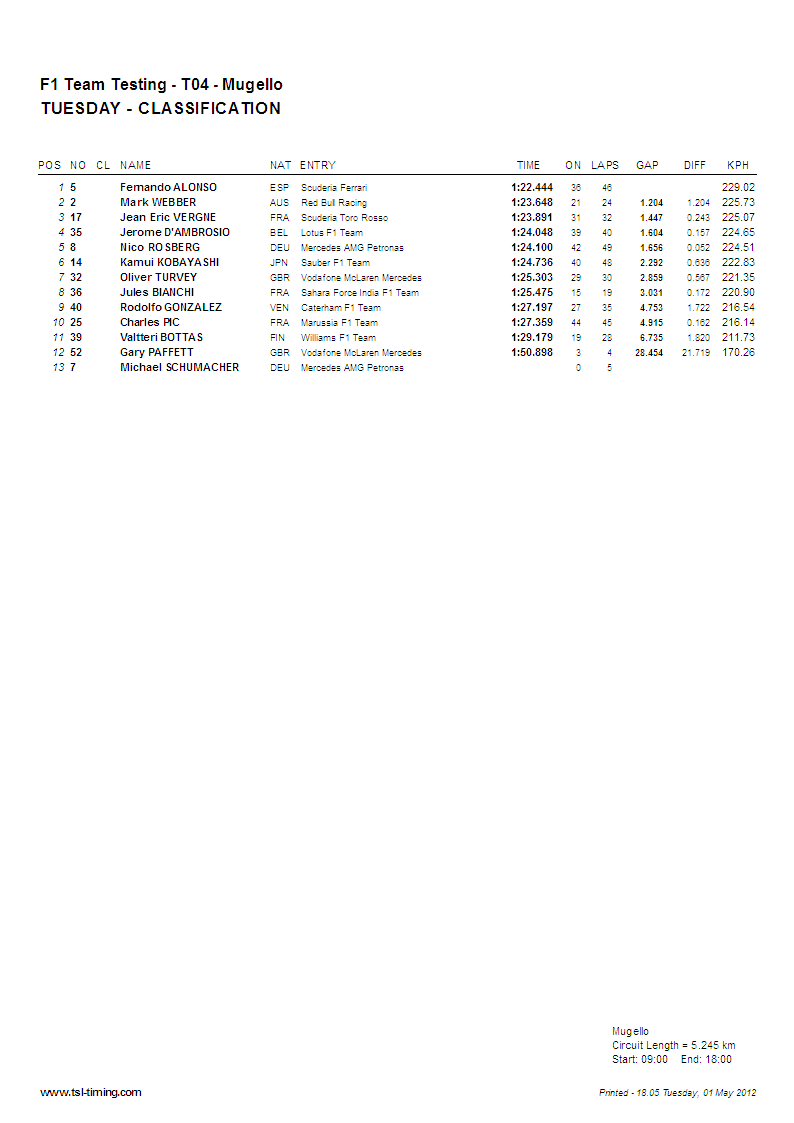 F1 Team Testing - T04 - Mugello
TUESDAY - CLASSIFICATION
POS NO CL NAME NAT ENTRY TIME ON LAPS GAP DIFF KPH
1 5 Fernando ALONSO ESP Scuderia Ferrari 1:22.444 36 46 229.02
2 2 Mark WEBBER AUS Red Bull Racing 1:23.648 21 24 1.204 1.204 225.73
3 17 Jean Eric VERGNE FRA Scuderia Toro Rosso 1:23.891 31 32 1.447 0.243 225.07
4 35 Jerome D'AMBROSIO BEL Lotus F1 Team 1:24.048 39 40 1.604 0.157 224.65
5 8 Nico ROSBERG DEU Mercedes AMG Petronas 1:24.100 42 49 1.656 0.052 224.51
6 14 Kamui KOBAYASHI JPN Sauber F1 Team 1:24.736 40 48 2.292 0.636 222.83
7 32 Oliver TURVEY GBR Vodafone McLaren Mercedes 1:25.303 29 30 2.859 0.567 221.35
8 36 Jules BIANCHI FRA Sahara Force India F1 Team 1:25.475 15 19 3.031 0.172 220.90
9 40 Rodolfo GONZALEZ VEN Caterham F1 Team 1:27.197 27 35 4.753 1.722 216.54
10 25 Charles PIC FRA Marussia F1 Team 1:27.359 44 45 4.915 0.162 216.14
11 39 Valtteri BOTTAS FIN Williams F1 Team 1:29.179 19 28 6.735 1.820 211.73
12 52 Gary PAFFETT GBR Vodafone McLaren Mercedes 1:50.898 3 4 28.454 21.719 170.26
13 7 Michael SCHUMACHER DEU Mercedes AMG Petronas 0 5
Mugello
Circuit Length = 5.245 km
Start: 09:00 End: 18:00
www.tsl-timing.com Printed - 18.05 Tuesday, 01 May 2012